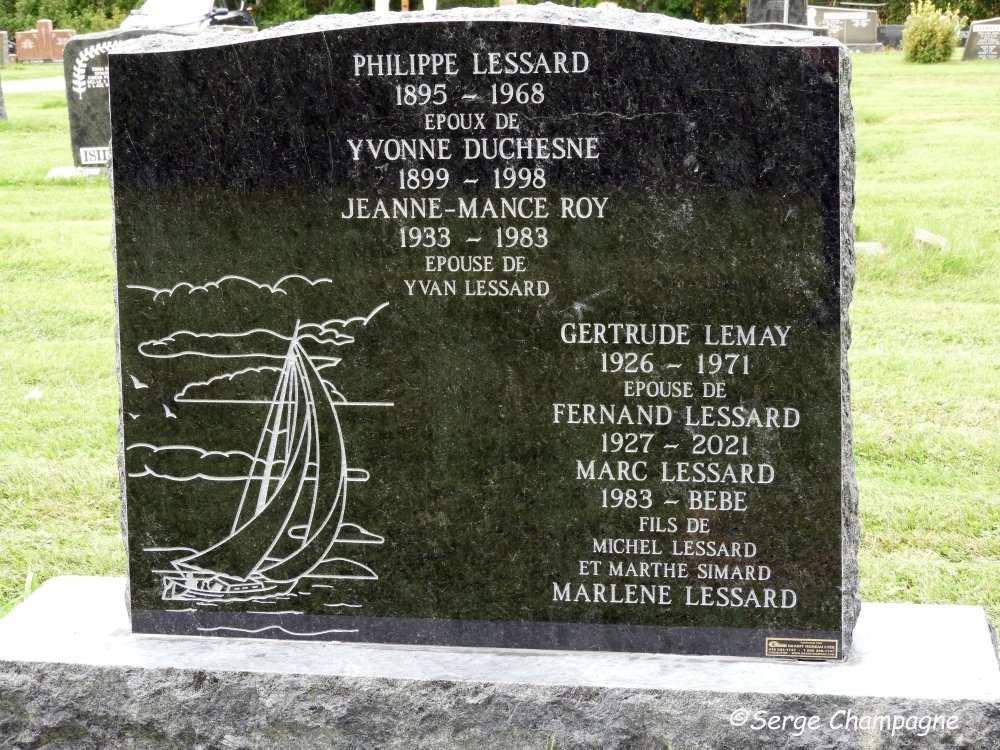 PHILIPPE LESSARD
1895 - 1968
EPOUX DE
YVONNE DUCHESNE
1899 - 1998
JEANNE-MANCE ROY
1933 - 1983
EPOUSE DE
YVAN LESSARD
GERTRUDE LEMAY
1926 - 1971
EPOUSE DE
FERNAND LESSARD
1927 - 2021
MARC LESSARD
1983 - BEBE
FILS DE
MICHEL LESSARD
ET MARTHE SIMARD
MARLENE LESSARD
©Serge Champagne